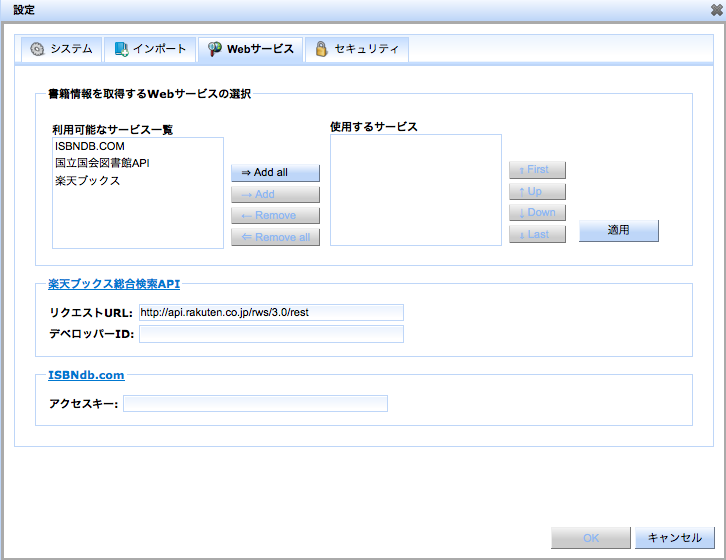 設定
システム インポート Webサービス セキュリティ
書籍情報を取得するWebサービスの選択
利用可能なサービス一覧
ISBNDB.COM
国立国会図書館API
楽天ブックス
⇒ Add all
→ Add
← Remove
⇐ Remove all
使用するサービス
⇑ First
↑ Up
↓ Down
⇓ Last
適用
楽天ブックス総合検索API
リクエストURL: http://api.rakuten.co.jp/rws/3.0/rest
デベロッパーID:
ISBNdb.com
アクセスキー:
OK キャンセル